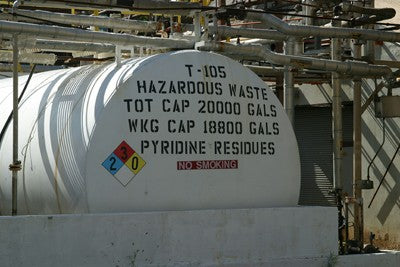 T-105
HAZARDOUS WASTE
TOT CAP 20000 GALS
WKG CAP 18800 GALS
PYRIDINE RESIDUES
3
2 0
NO SMOKING